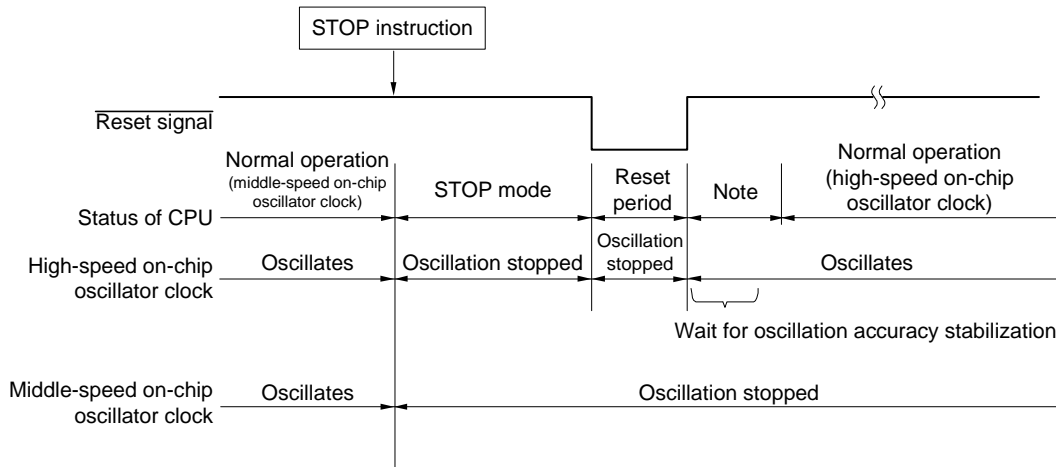 STOP instruction
Reset signal
Normal operation
(middle-speed on-chip
oscillator clock)
STOP mode
Reset
period
Note
Normal operation
(high-speed on-chip
oscillator clock)
Status of CPU
High-speed on-chip
oscillator clock
Oscillates
Oscillation stopped
Oscillation
stopped
Oscillates
Wait for oscillation accuracy stabilization
Middle-speed on-chip
oscillator clock
Oscillates
Oscillation stopped